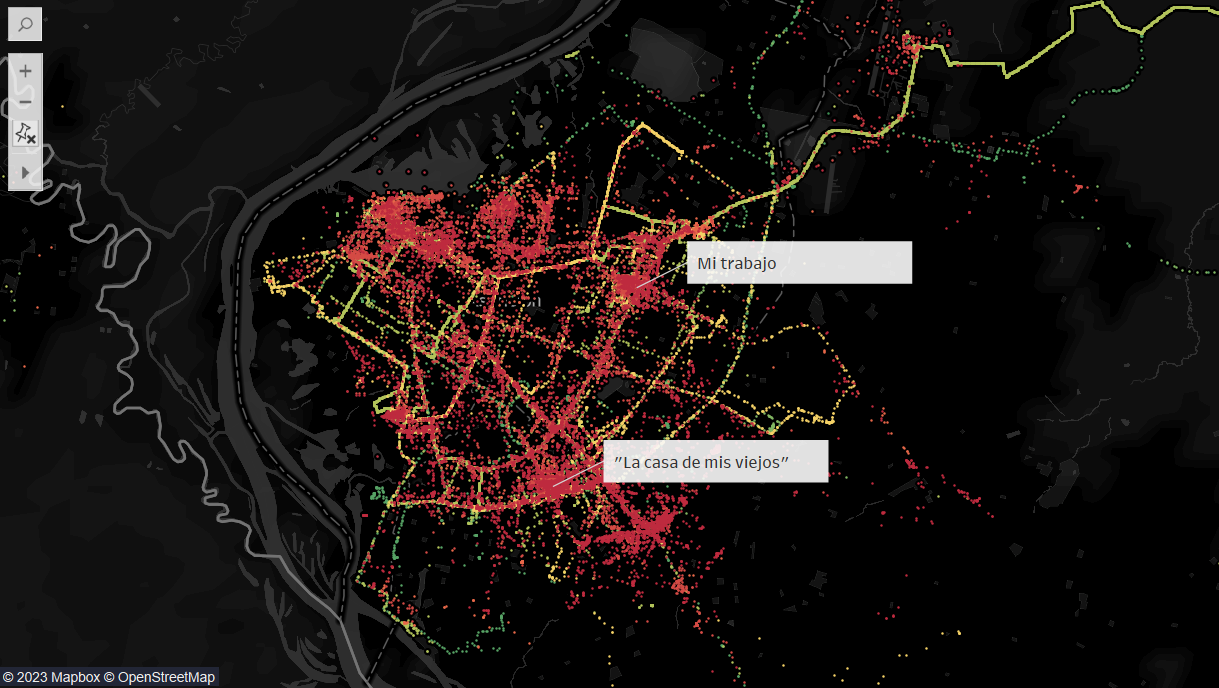 Mi trabajo
"La casa de mis viejos"
© 2023 Mapbox © OpenStreetMap